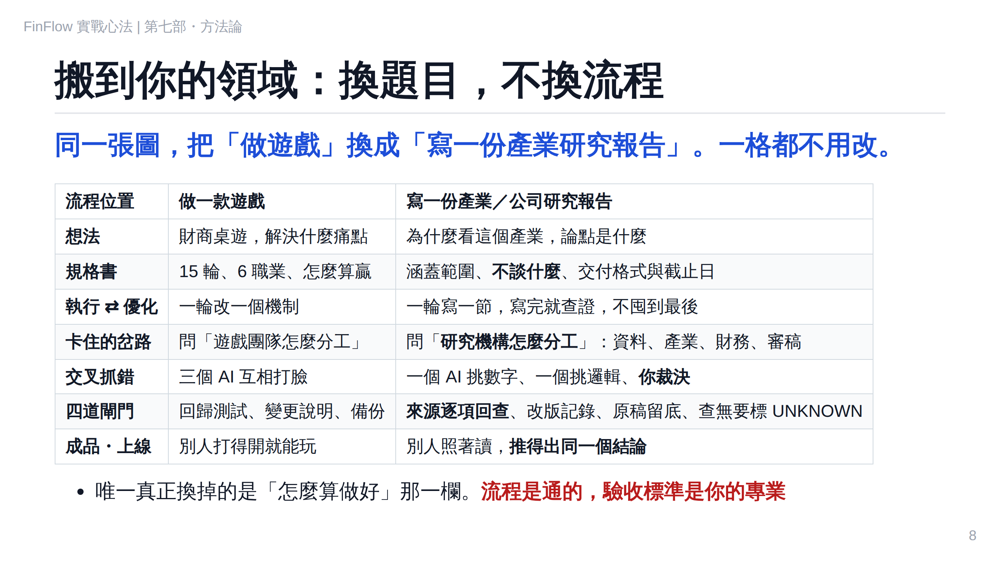 FinFlow 實戰心法 | 第七部・方法論
搬到你的領域：換題目，不換流程
同一張圖，把「做遊戲」換成「寫一份產業研究報告」。一格都不用改。
流程位置 做一款遊戲 寫一份產業／公司研究報告
想法 財商桌遊，解決什麼痛點 為什麼看這個產業，論點是什麼
規格書 15 輪、6 職業、怎麼算贏 涵蓋範圍、不談什麼、交付格式與截止日
執行 ⇄ 優化 一輪改一個機制 一輪寫一節，寫完就查證，不囤到最後
卡住的岔路 問「遊戲團隊怎麼分工」 問「研究機構怎麼分工」：資料、產業、財務、審稿
交叉抓錯 三個 AI 互相打臉 一個 AI 挑數字、一個挑邏輯、你裁決
四道閘門 回歸測試、變更說明、備份 來源逐項回查、改版記錄、原稿留底、查無要標 UNKNOWN
成品・上線 別人打得開就能玩 別人照著讀，推得出同一個結論
• 唯一真正換掉的是「怎麼算做好」那一欄。流程是通的，驗收標準是你的專業
8